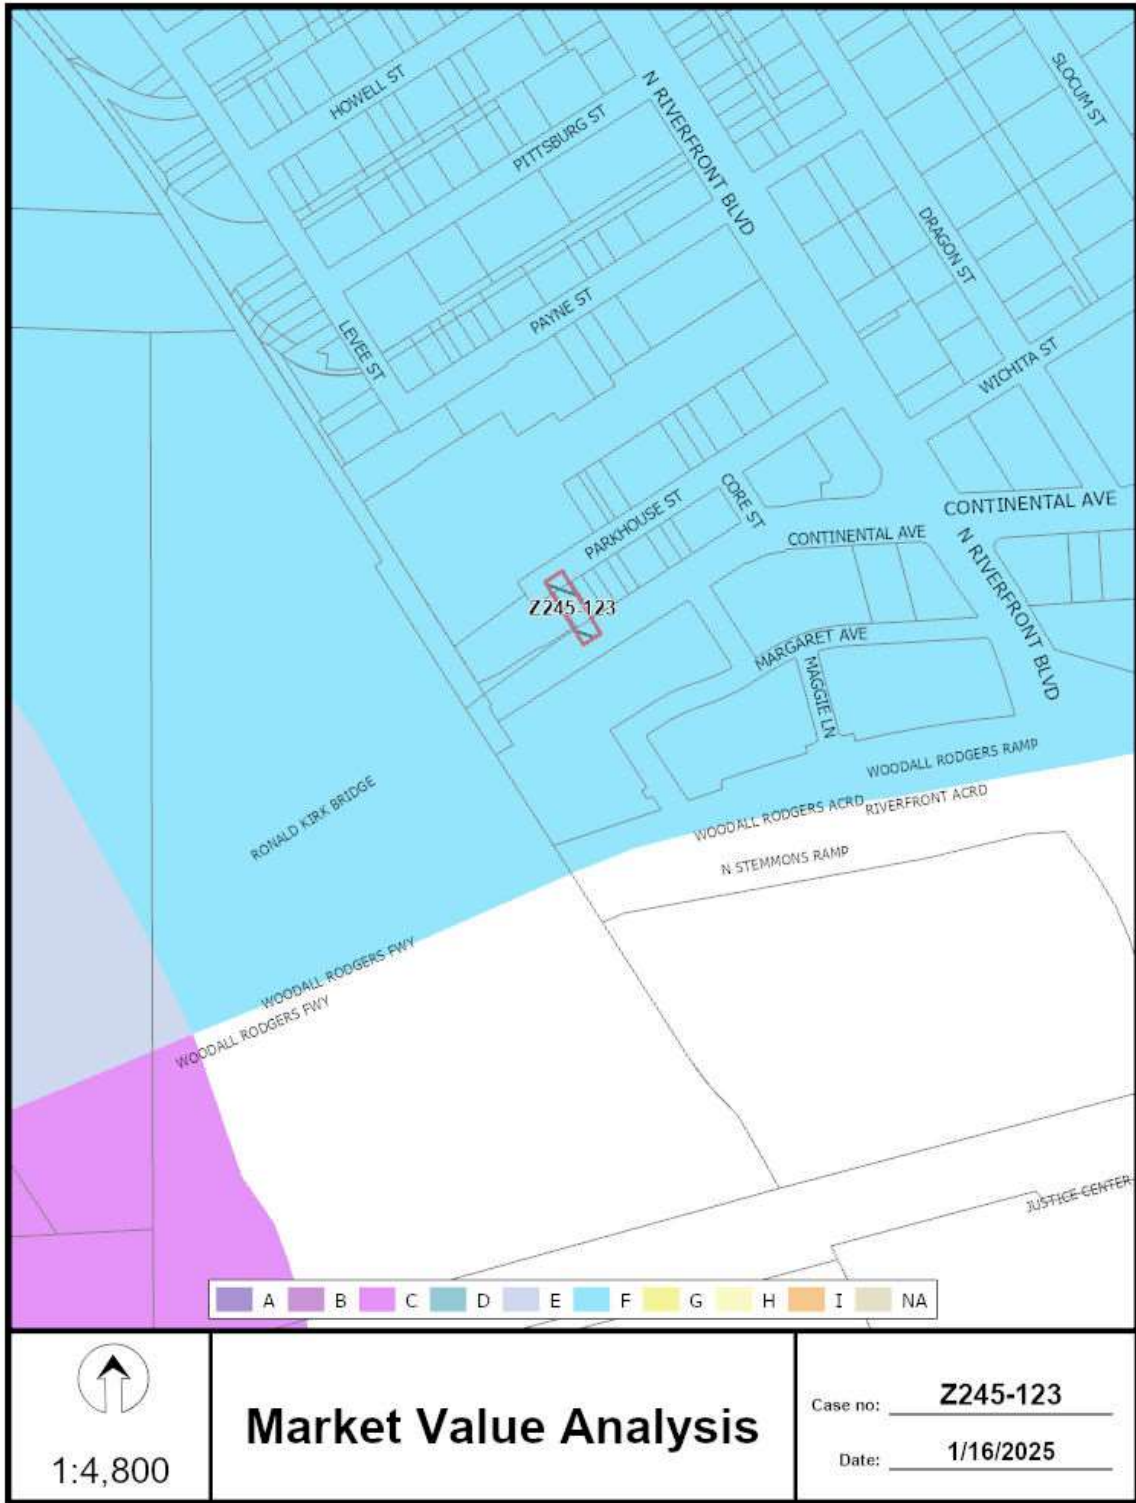 HOWELL ST
PITTSBURG ST
N RIVERFRONT BLVD
SLOCUM ST
DRAGON ST
PAYNE ST
LEVEE ST
WICHITA ST
CORE ST
PARKHOUSE ST
CONTINENTAL AVE
CONTINENTAL AVE
N RIVERFRONT BLVD
Z245-123
MARGARET AVE
MAGGIE LN
WOODALL RODGERS RAMP
RONALD KIRK BRIDGE
WOODALL RODGERS ACRD
RIVERFRONT ACRD
N STEMMONS RAMP
WOODALL RODGERS FWY
WOODALL RODGERS FWY
JUSTICE CENTER
A B C D E F G H I NA
1:4,800
Market Value Analysis
Case no: Z245-123
Date: 1/16/2025